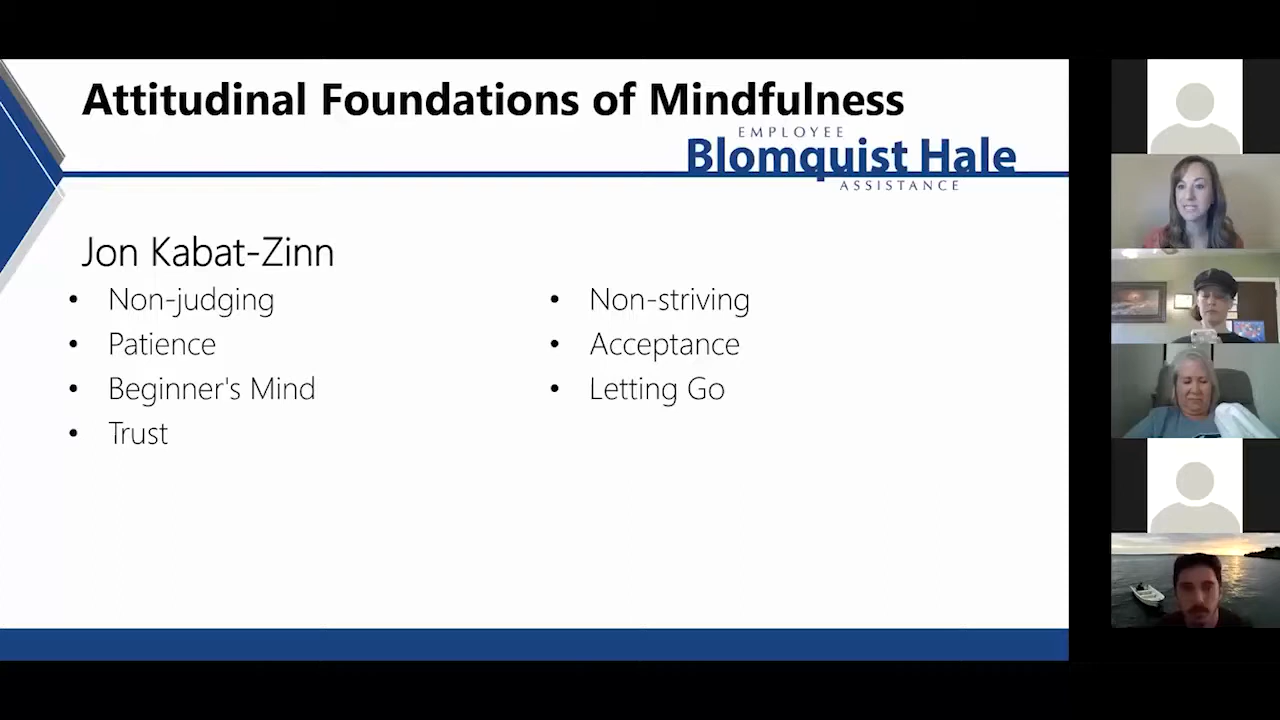 Attitudinal Foundations of Mindfulness
EMPLOYEE
Blomquist Hale
ASSISTANCE
Jon Kabat-Zinn
• Non-judging
• Patience
• Beginner's Mind
• Trust
• Non-striving
• Acceptance
• Letting Go